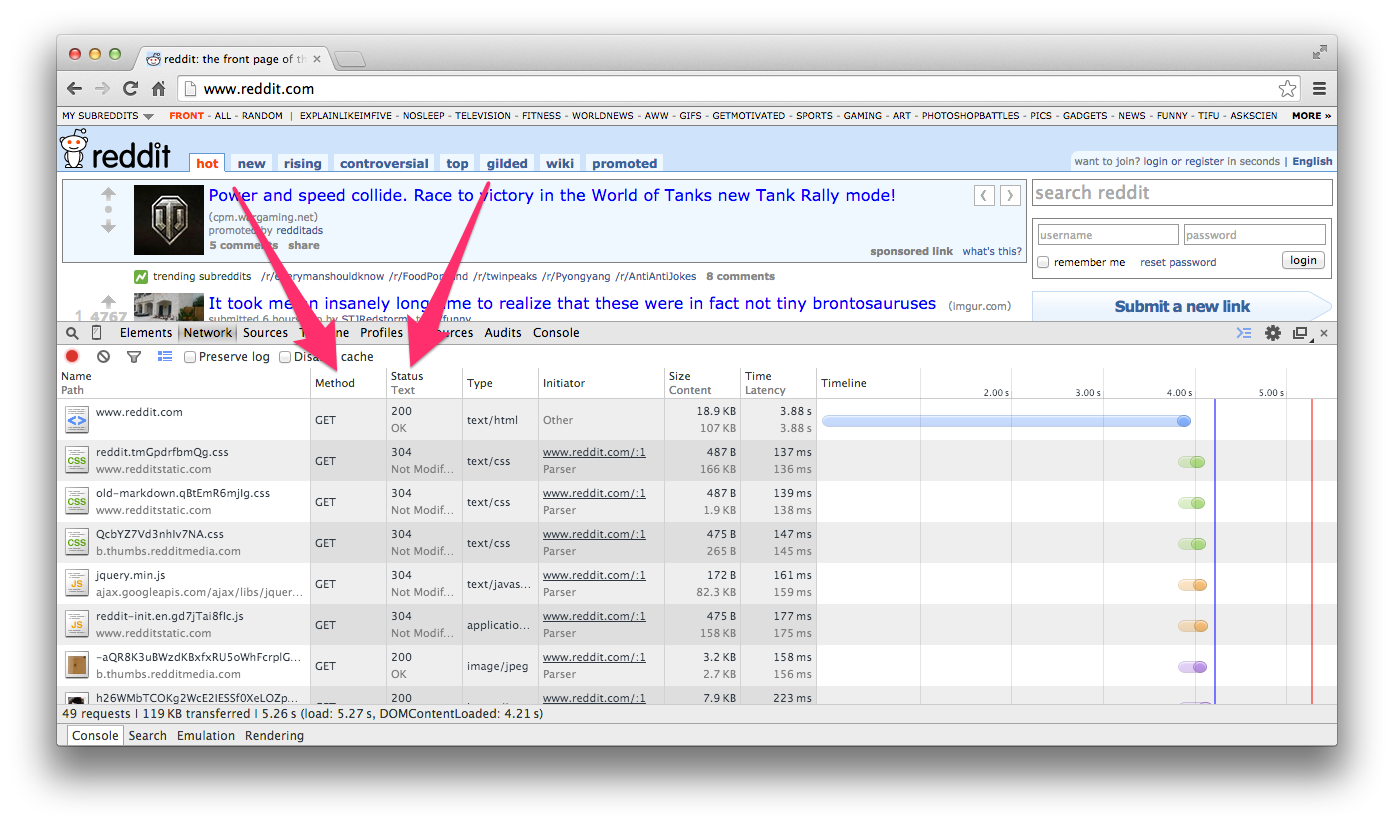 reddit: the front page of th
www.reddit.com
MY SUBREDDITS FRONT - ALL - RANDOM | EXPLAINLIKEIMFIVE - NOSLEEP - TELEVISION - FITNESS - WORLDNEWS - AWW - GIFS - GETMOTIVATED - SPORTS - GAMING - ART - PHOTOSHOPBATTLES - PICS - GADGETS - NEWS - FUNNY - TIFU - ASKSCIEN MORE »
reddit hot new rising controversial top gilded wiki promoted
want to join? login or register in seconds | English
Power and speed collide. Race to victory in the World of Tanks new Tank Rally mode!
(cpm.wargaming.net)
promoted by redditads
5 comments share
sponsored link what's this?
search reddit
username password
remember me reset password login
trending subreddits /r/everymanshouldknow /r/FoodPorn /r/twinpeaks /r/Pyongyang /r/AntiAntiJokes 8 comments
1 4767
It took me an insanely long time to realize that these were in fact not tiny brontosauruses (imgur.com)
submitted 6 hours ago by STJRedstorm to funny
Submit a new link
Elements Network Sources Timeline Profiles Resources Audits Console
Preserve log Disable cache
Name Method Status Type Initiator Size Time Timeline
Path Text Content Latency 2.00 s 3.00 s 4.00 s 5.00 s
www.reddit.com GET 200 text/html Other 18.9 KB 3.88 s
OK 107 KB 3.88 s
reddit.tmGpdrfbmQg.css GET 304 text/css www.reddit.com/:1 487 B 137 ms
www.redditstatic.com Not Modif... Parser 166 KB 136 ms
old-markdown.qBtEmR6mjIg.css GET 304 text/css www.reddit.com/:1 487 B 139 ms
www.redditstatic.com Not Modif... Parser 1.9 KB 138 ms
QcbYZ7Vd3nhIv7NA.css GET 304 text/css www.reddit.com/:1 475 B 147 ms
b.thumbs.redditmedia.com Not Modif... Parser 265 B 145 ms
jquery.min.js GET 304 text/javas... www.reddit.com/:1 172 B 161 ms
ajax.googleapis.com/ajax/libs/jquer... Not Modif... Parser 82.3 KB 159 ms
reddit-init.en.gd7jTai8flc.js GET 304 applicatio... www.reddit.com/:1 475 B 177 ms
www.redditstatic.com Not Modif... Parser 158 KB 175 ms
-aQR8K3uBWzdKBxfxRU5oWhFcrplG... GET 200 image/jpeg www.reddit.com/:1 3.2 KB 158 ms
b.thumbs.redditmedia.com OK Parser 2.7 KB 156 ms
h26WMbTCOKg2WcE2IESSf0XeLOZp... 200 www.reddit.com/:1 7.9 KB 223 ms
49 requests | 119 KB transferred | 5.26 s (load: 5.27 s, DOMContentLoaded: 4.21 s)
Console Search Emulation Rendering